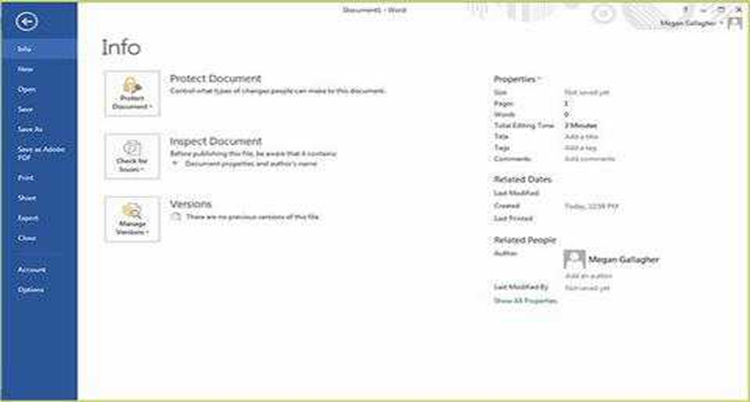 Document1 - Word
?
Megan Gallagher
Info
New
Open
Save
Save As
Save as Adobe
PDF
Print
Share
Export
Close
Account
Options
Info
Protect
Document
Protect Document
Control what types of changes people can make to this document.
Check for
Issues
Inspect Document
Before publishing this file, be aware that it contains:
Document properties and author's name
Manage
Versions
Versions
There are no previous versions of this file.
Properties
Size Not saved yet
Pages 1
Words 0
Total Editing Time 3 Minutes
Title Add a title
Tags Add a tag
Comments Add comments
Related Dates
Last Modified
Created Today, PM
Last Printed
Related People
Author Megan Gallagher
Add an author
Last Modified By Not saved yet
Show All Properties